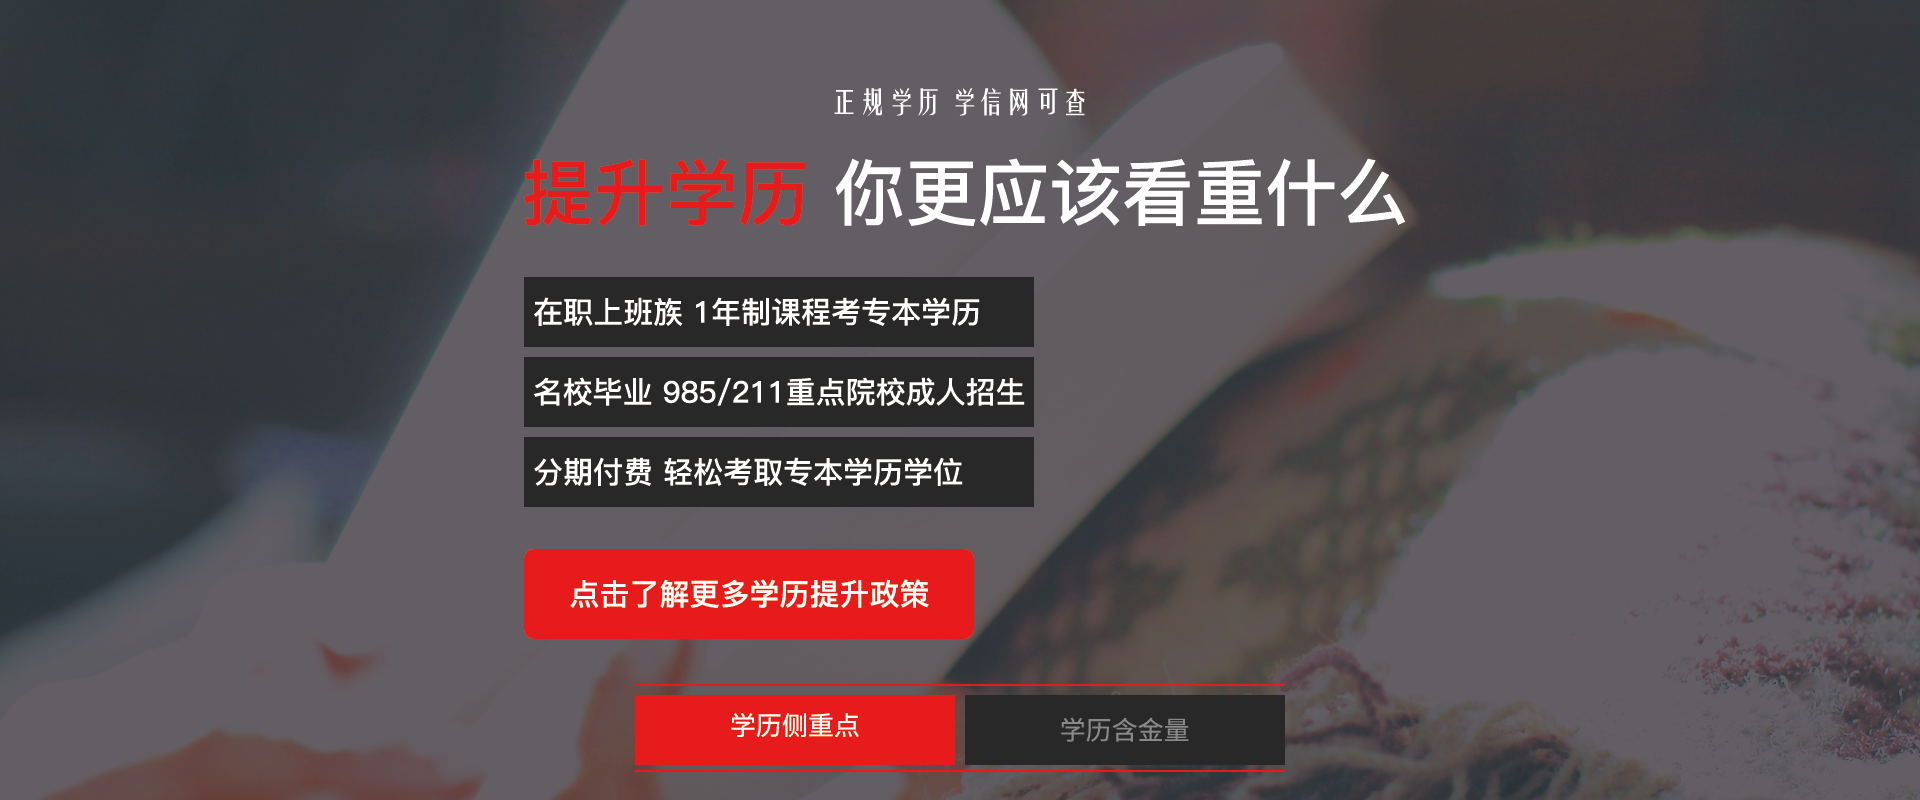 正规学历 学信网可查
提升学历 你更应该看重什么
在职上班族 1年制课程考专本学历
名校毕业 985/211重点院校成人招生
分期付费 轻松考取专本学历学位
点击了解更多学历提升政策
学历侧重点
学历含金量